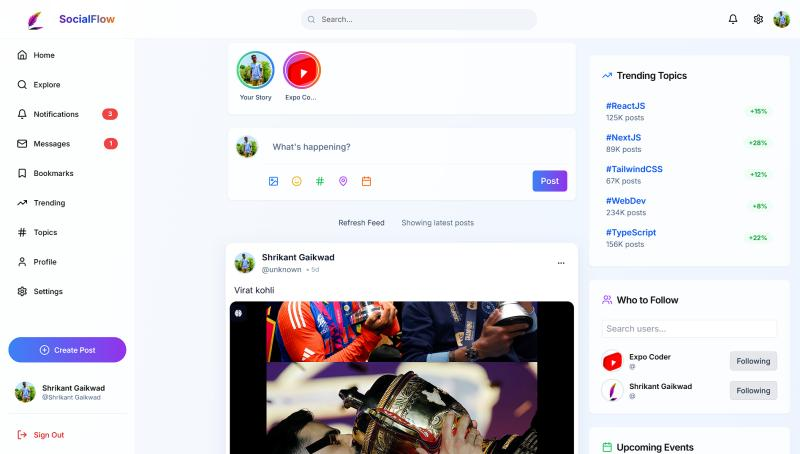 SocialFlow
Search...
Home
Explore
Notifications 3
Messages 1
Bookmarks
Trending
Topics
Profile
Settings
Create Post
Shrikant Gaikwad
@Shrikant Gaikwad
Sign Out
Your Story
Expo Co...
What's happening?
Post
Refresh Feed
Showing latest posts
Shrikant Gaikwad
@unknown • 5d
Virat kohli
Trending Topics
#ReactJS
125K posts
+15%
#NextJS
89K posts
+28%
#TailwindCSS
67K posts
+12%
#WebDev
234K posts
+8%
#TypeScript
156K posts
+22%
Who to Follow
Search users...
Expo Coder
@
Following
Shrikant Gaikwad
@
Following
Upcoming Events